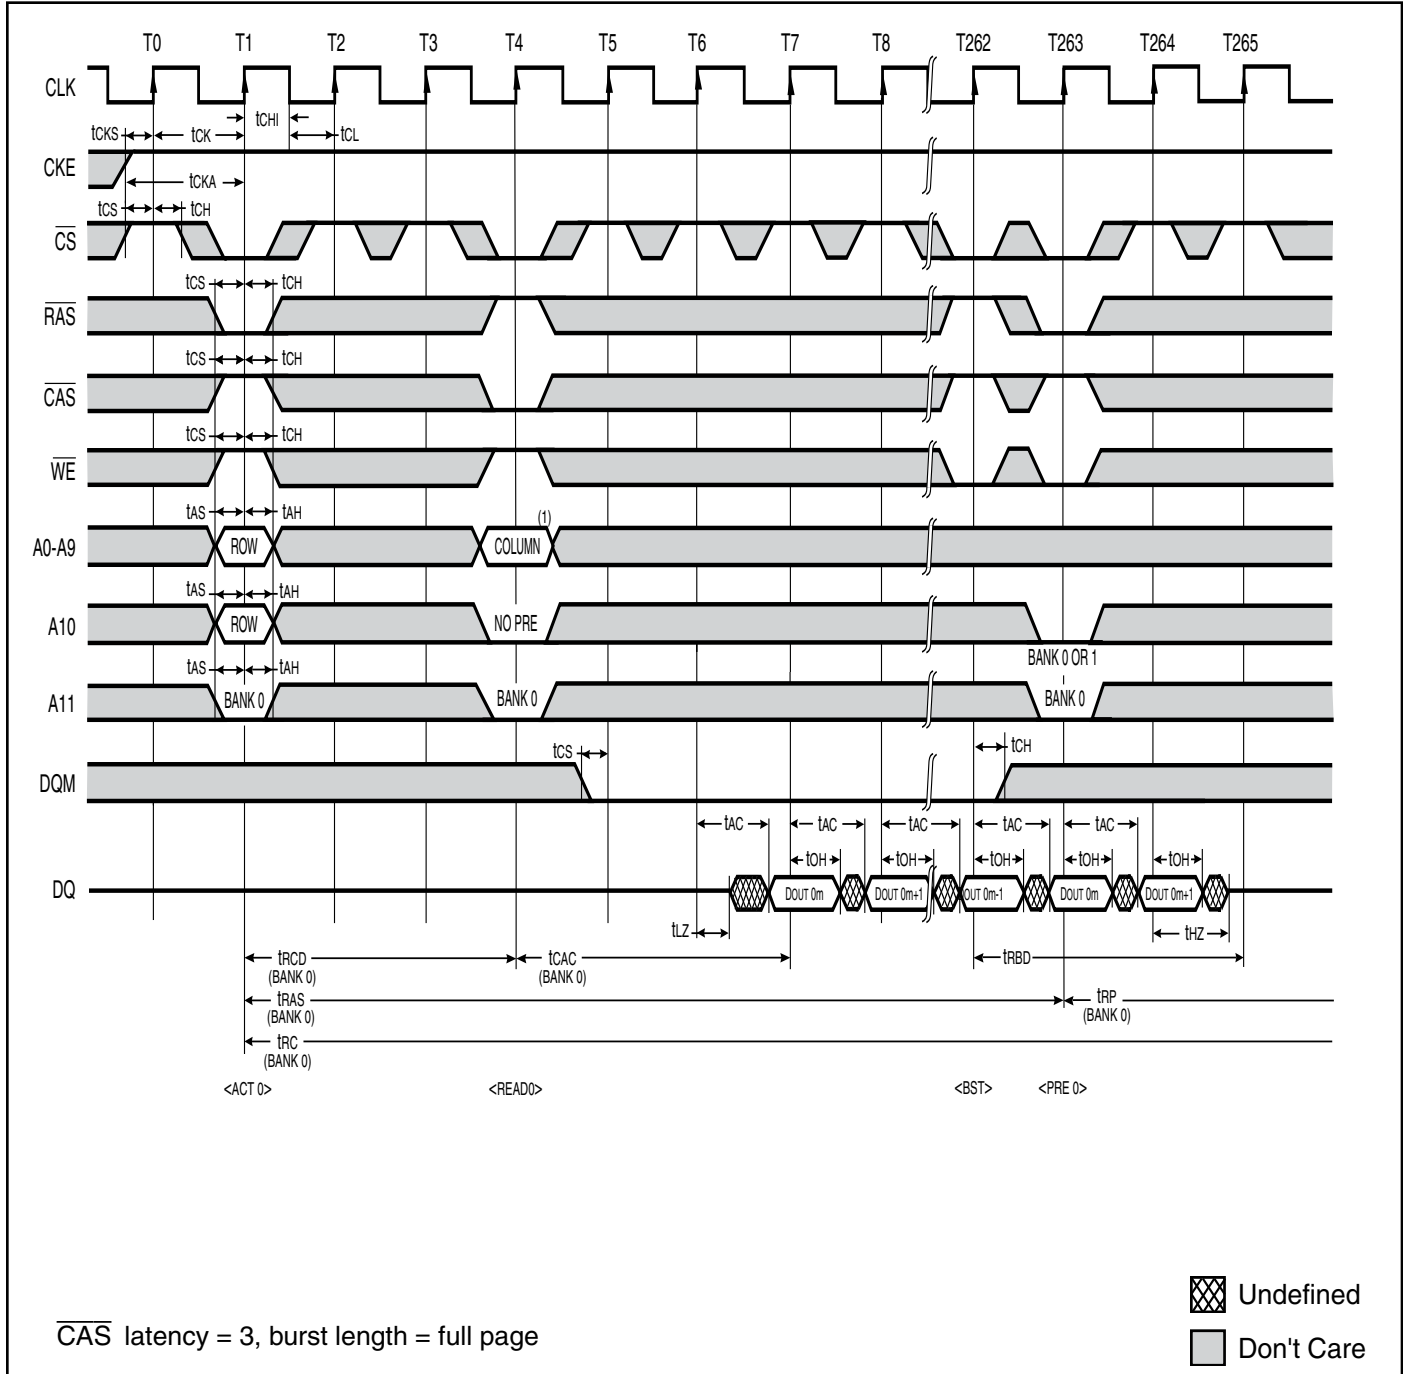 T0 T1 T2 T3 T4 T5 T6 T7 T8 T262 T263 T264 T265
CLK
tCHI
tCKS tCK tCL
CKE
tCKA
tCS tCH
CS
tCS tCH
RAS
tCS tCH
CAS
tCS tCH
WE
tAS tAH (1)
A0-A9 ROW COLUMN
tAS tAH
A10 ROW NO PRE
BANK 0 OR 1
tAS tAH
A11 BANK 0 BANK 0 BANK 0
tCS tCH
DQM
tAC tAC tAC tAC tAC
tOH tOH tOH tOH tOH
DQ DOUT 0m DOUT 0m+1 OUT 0m-1 DOUT 0m DOUT 0m+1
tLZ tHZ
tRCD tCAC tRBD
(BANK 0) (BANK 0)
tRAS tRP
(BANK 0) (BANK 0)
tRC
(BANK 0)
<ACT 0> <READ0> <BST> <PRE 0>
Undefined
CAS latency = 3, burst length = full page
Don't Care